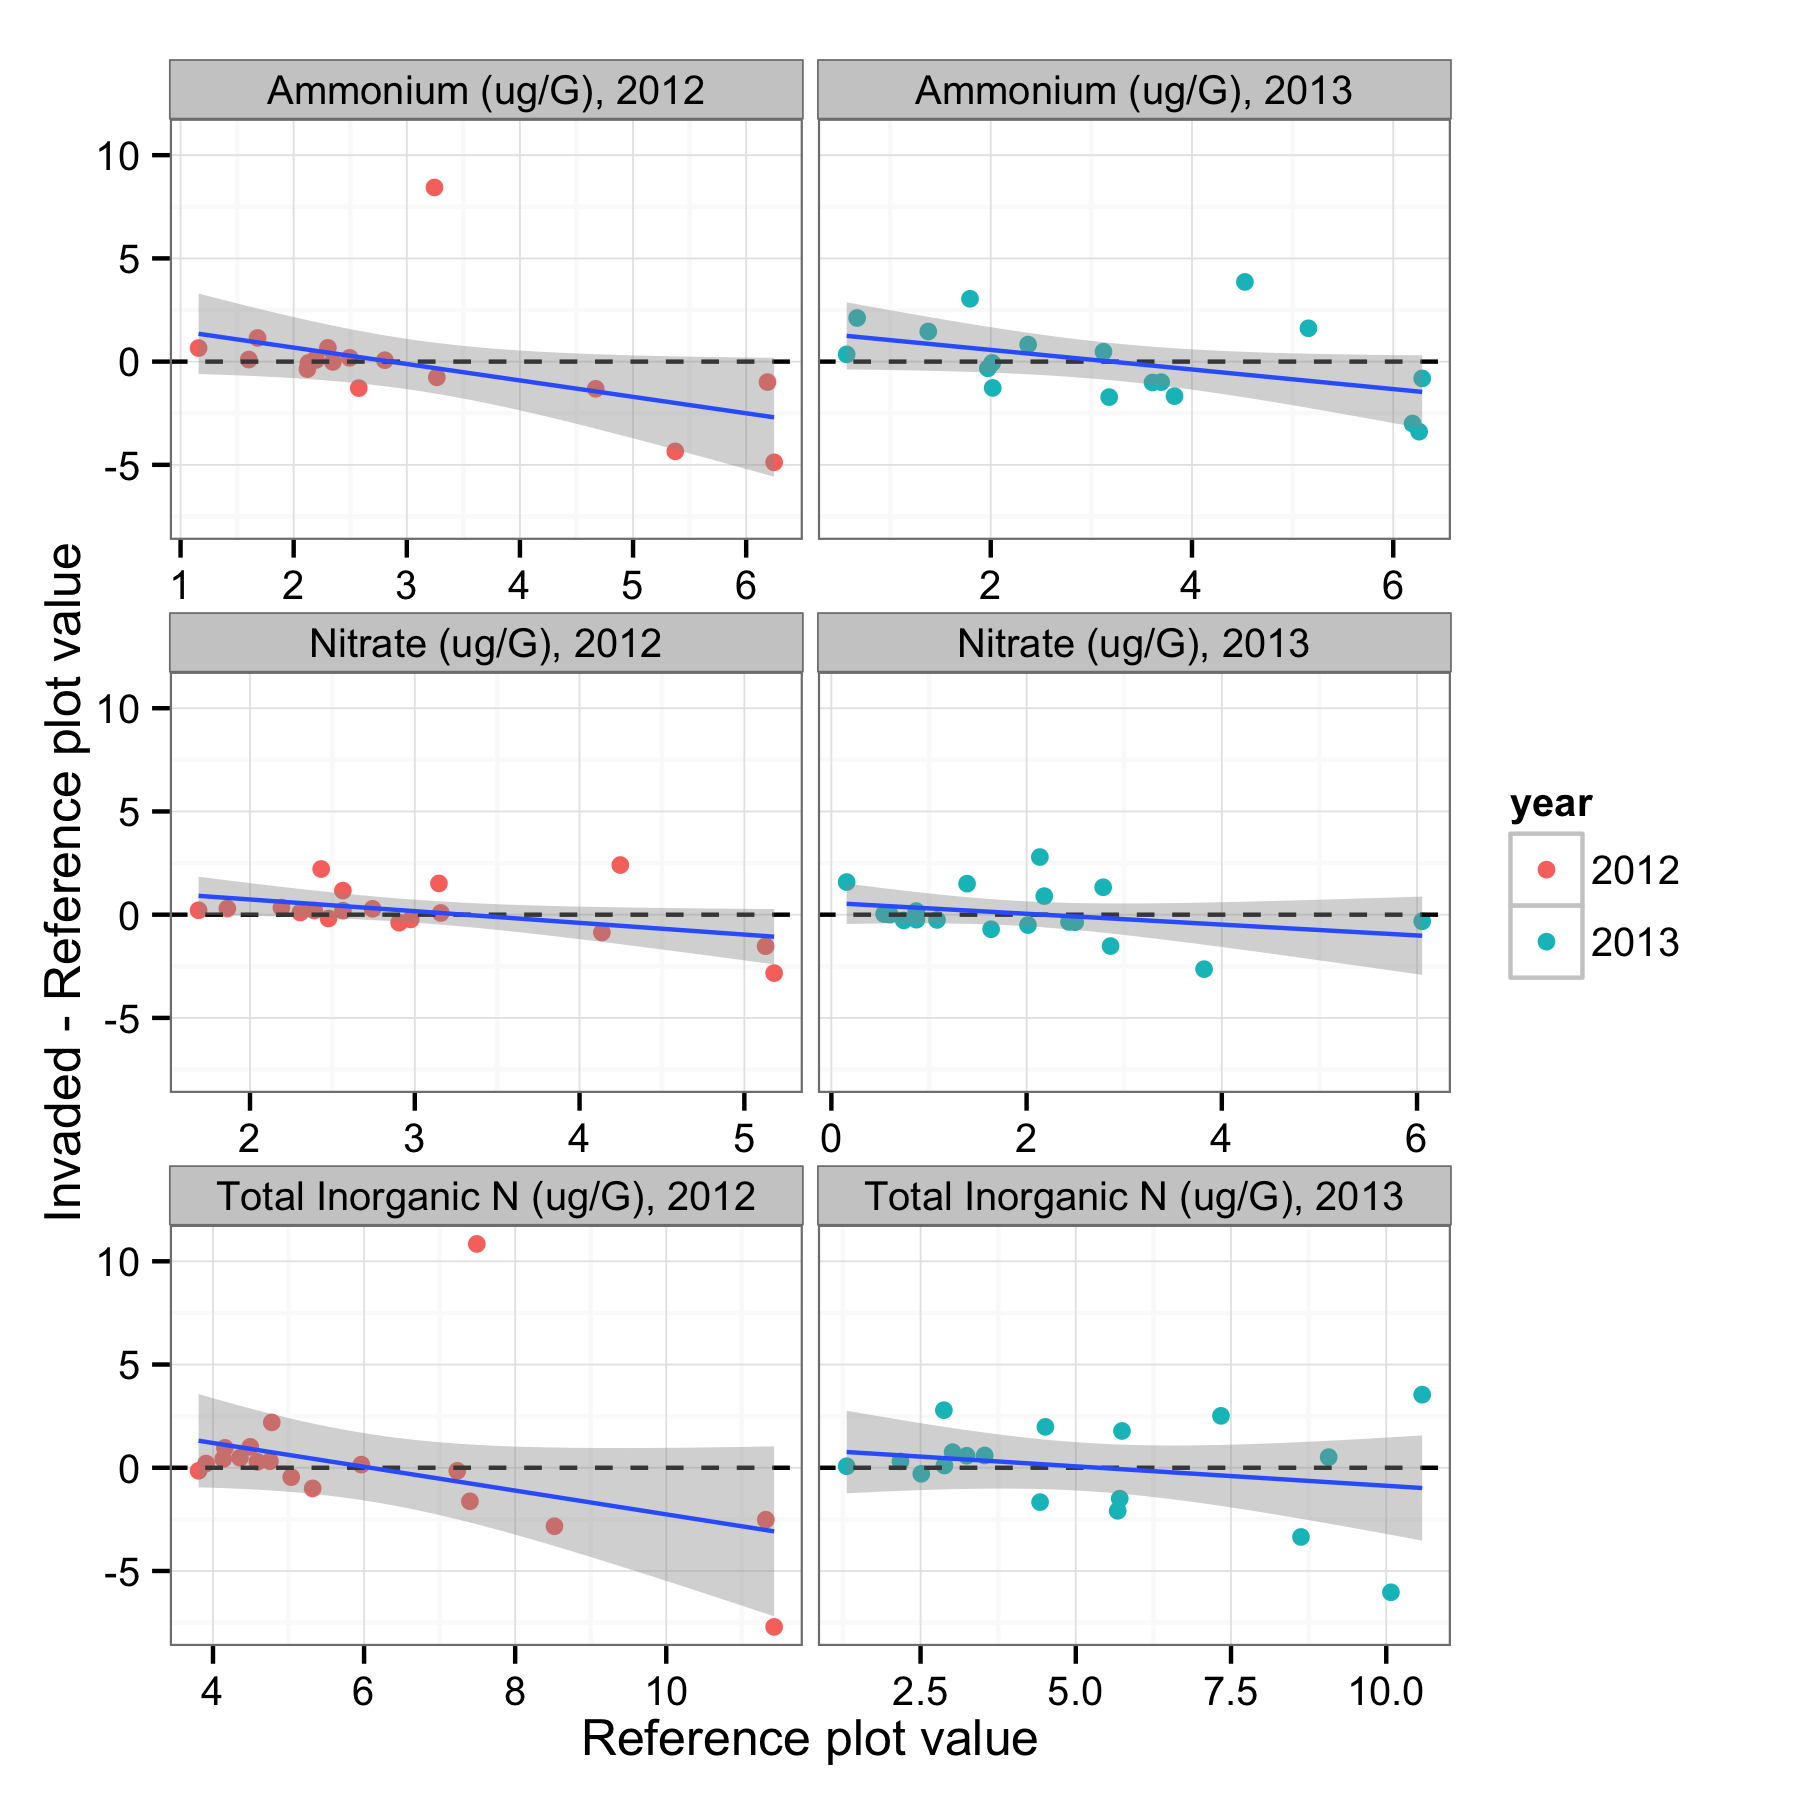 Ammonium (ug/G), 2012
Ammonium (ug/G), 2013
10
5
0
-5
1 2 3 4 5 6
2 4 6
Nitrate (ug/G), 2012
Nitrate (ug/G), 2013
10
5
0
-5
2 3 4 5
0 2 4 6
Total Inorganic N (ug/G), 2012
Total Inorganic N (ug/G), 2013
10
5
0
-5
4 6 8 10
2.5 5.0 7.5 10.0
Reference plot value
Invaded - Reference plot value
year
2012
2013